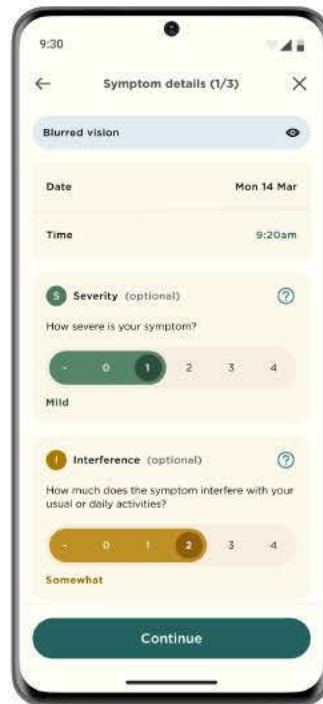 9:30
Symptom details (1/3)
Blurred vision
Date Mon 14 Mar
Time 9:20am
S Severity (optional) ?
How severe is your symptom?
- 0 1 2 3 4
Mild
I Interference (optional) ?
How much does the symptom interfere with your
usual or daily activities?
- 0 1 2 3 4
Somewhat
Continue